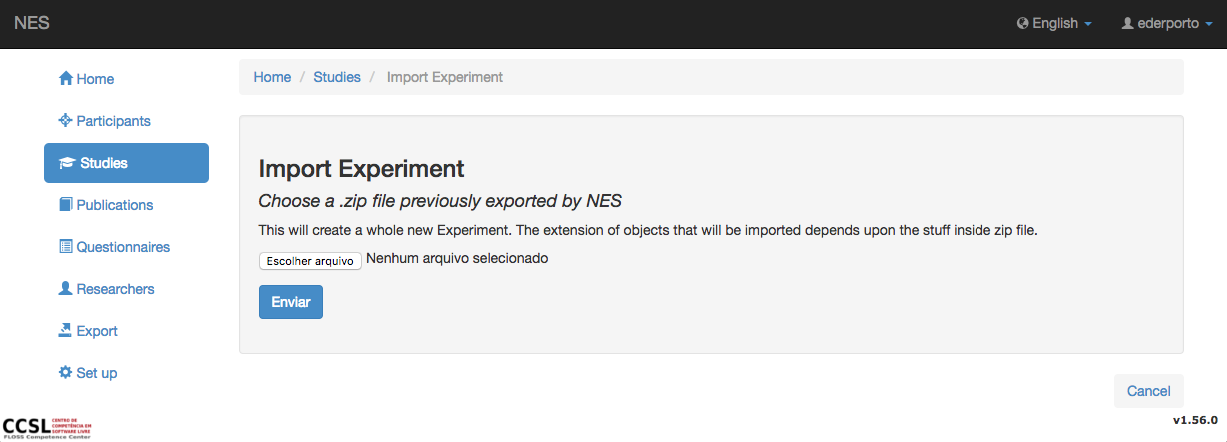 NES
English
ederporto
Home
Participants
Studies
Publications
Questionnaires
Researchers
Export
Set up
Home / Studies / Import Experiment
Import Experiment
Choose a .zip file previously exported by NES
This will create a whole new Experiment. The extension of objects that will be imported depends upon the stuff inside zip file.
Escolher arquivo Nenhum arquivo selecionado
Enviar
Cancel
CCSL
CENTRO DE
COMPETÊNCIA EM
SOFTWARE LIVRE
FLOSS Competence Center
v1.56.0